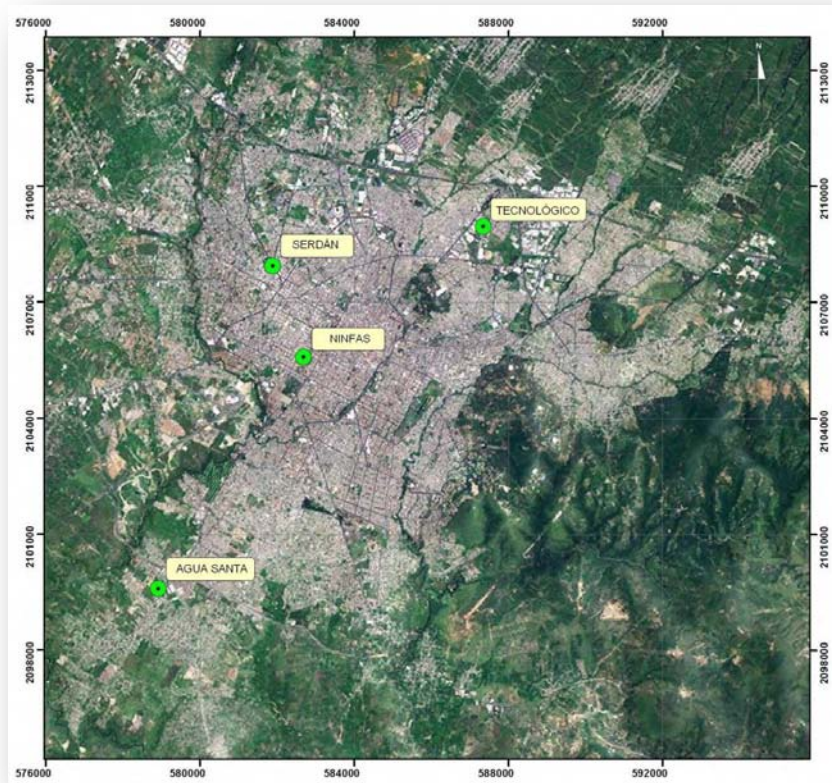 576000 580000 584000 588000 592000
N
2113000 2113000
TECNOLÓGICO
2110000 2110000
SERDÁN
2107000 2107000
NINFAS
2104000 2104000
2101000 2101000
AGUA SANTA
2098000 2098000
576000 580000 584000 588000 592000